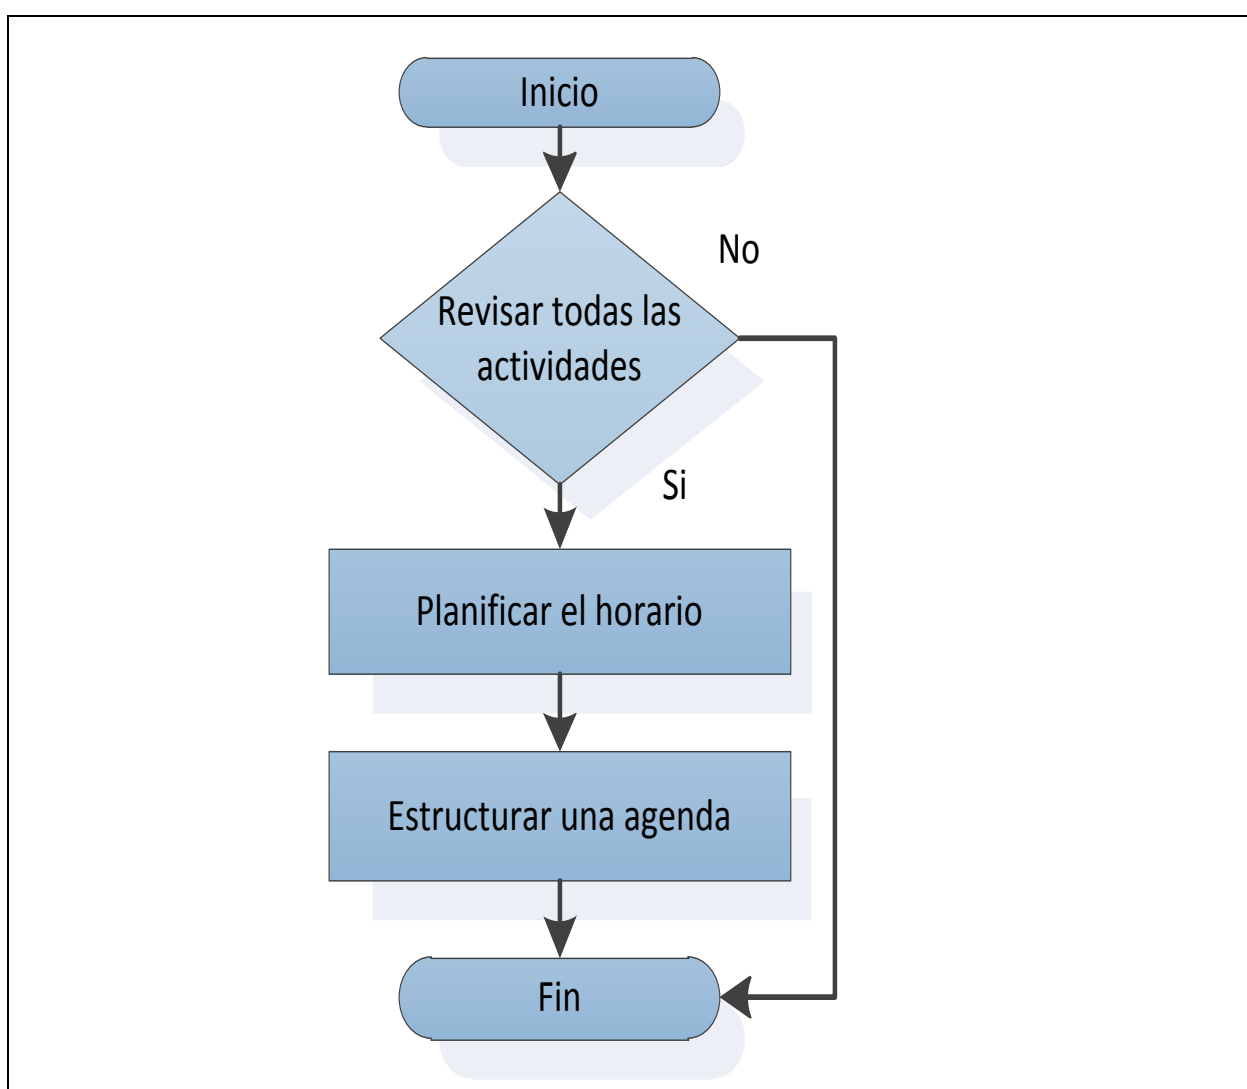 Inicio
No
Revisar todas las
actividades
Si
Planificar el horario
Estructurar una agenda
Fin